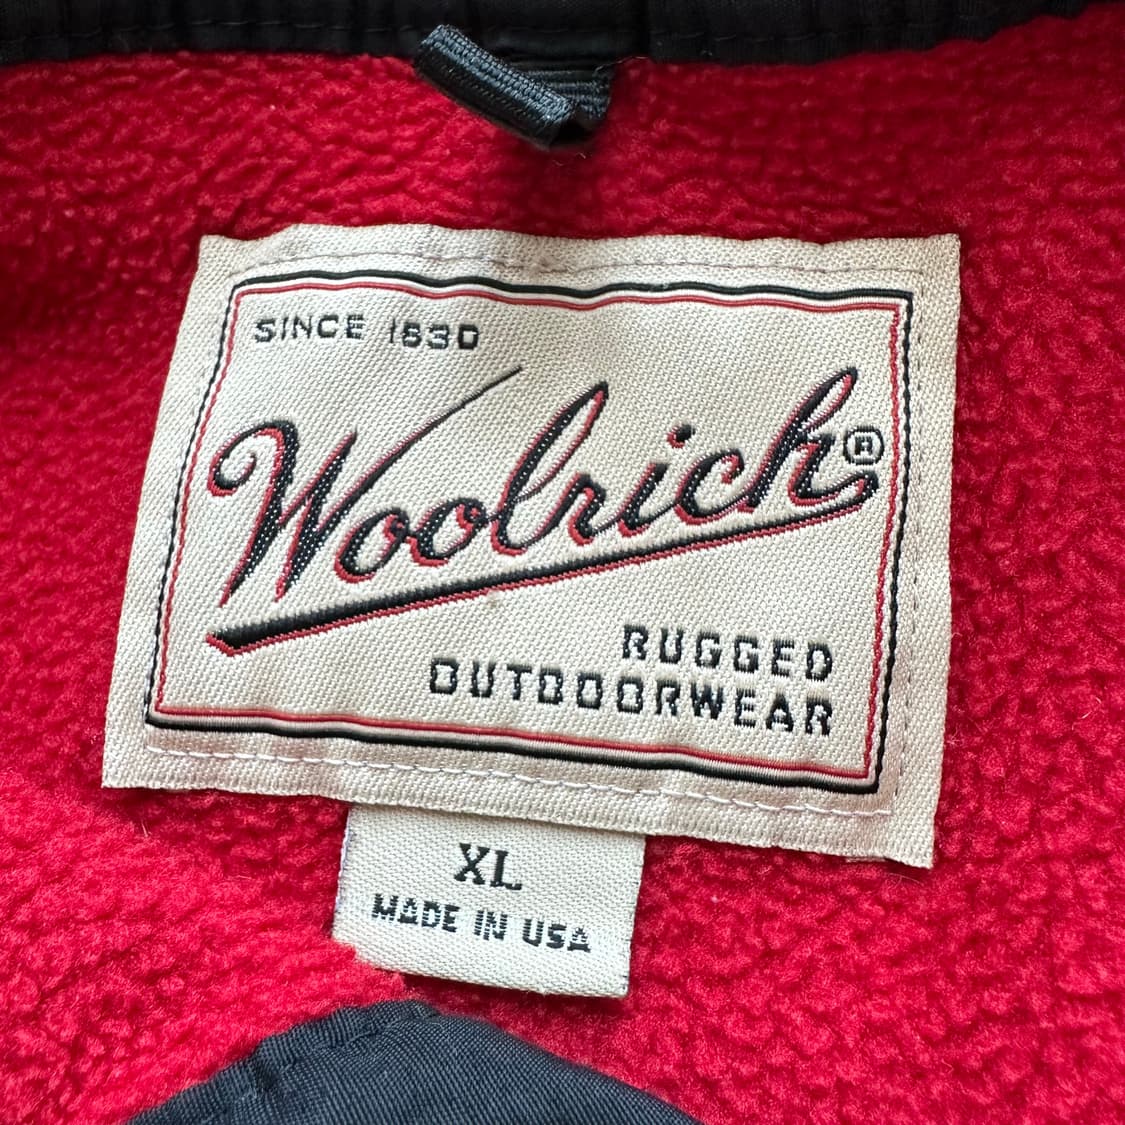 SINCE 1830
Woolrich®
RUGGED
OUTDOORWEAR
XL
MADE IN USA